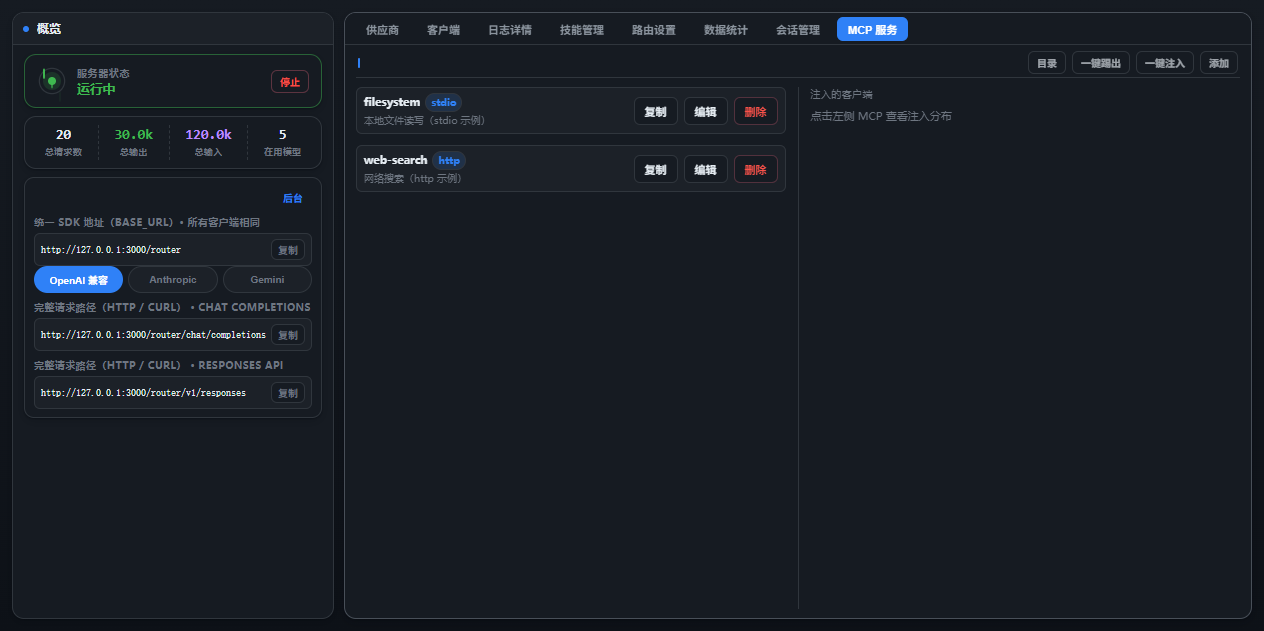 概览
服务器状态
运行中
停止
20 30.0k 120.0k 5
总请求数 总输出 总输入 在用模型
后台
统一 SDK 地址（BASE_URL）• 所有客户端相同
http://127.0.0.1:3000/router 复制
OpenAI 兼容 Anthropic Gemini
完整请求路径（HTTP / CURL） • CHAT COMPLETIONS
http://127.0.0.1:3000/router/chat/completions 复制
完整请求路径（HTTP / CURL） • RESPONSES API
http://127.0.0.1:3000/router/v1/responses 复制
供应商 客户端 日志详情 技能管理 路由设置 数据统计 会话管理 MCP 服务
目录 一键踢出 一键注入 添加
filesystem stdio
本地文件读写（stdio 示例）
复制 编辑 删除
web-search http
网络搜索（http 示例）
复制 编辑 删除
注入的客户端
点击左侧 MCP 查看注入分布